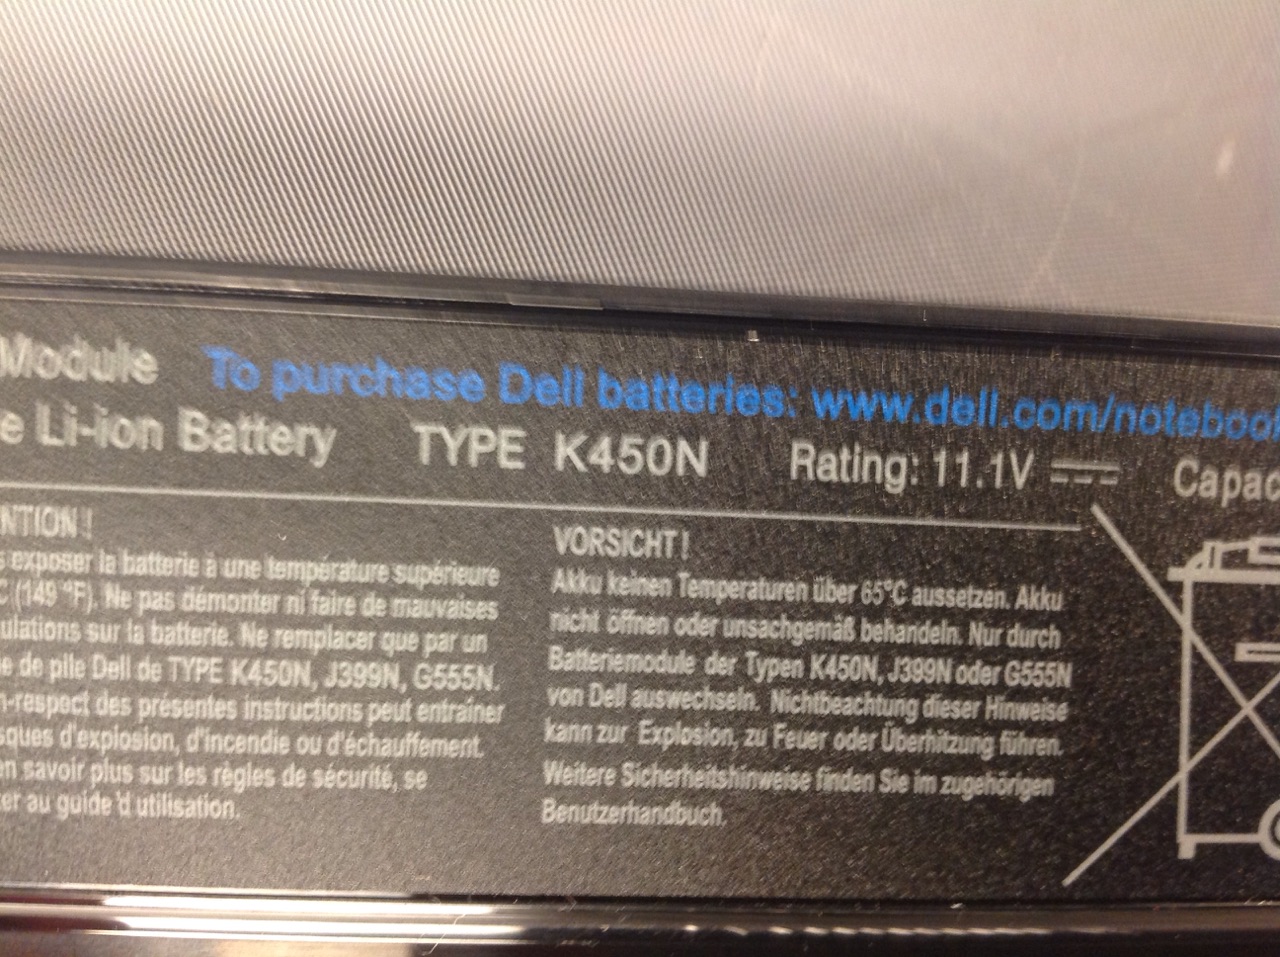 Module To purchase Dell batteries: www.dell.com/noteboo
e Li-ion Battery TYPE K450N Rating: 11.1V Capac
NTION !
s exposer la batterie à une température supérieure
C (149 °F). Ne pas démonter ni faire de mauvaises
ulations sur la batterie. Ne remplacer que par un
e de pile Dell de TYPE K450N, J399N, G555N.
n-respect des présentes instructions peut entraîner
sques d'explosion, d'incendie ou d'échauffement.
en savoir plus sur les règles de sécurité, se
er au guide d'utilisation.
VORSICHT !
Akku keinen Temperaturen über 65°C aussetzen. Akku
nicht öffnen oder unsachgemäß behandeln. Nur durch
Batteriemodule der Typen K450N, J399N oder G555N
von Dell auswechseln. Nichtbeachtung dieser Hinweise
kann zur Explosion, zu Feuer oder Überhitzung führen.
Weitere Sicherheitshinweise finden Sie im zugehörigen
Benutzerhandbuch.